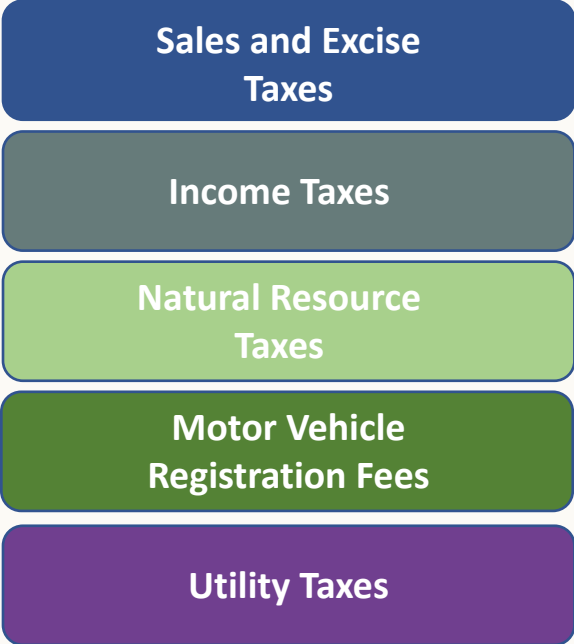 Sales and Excise
Taxes
Income Taxes
Natural Resource
Taxes
Motor Vehicle
Registration Fees
Utility Taxes